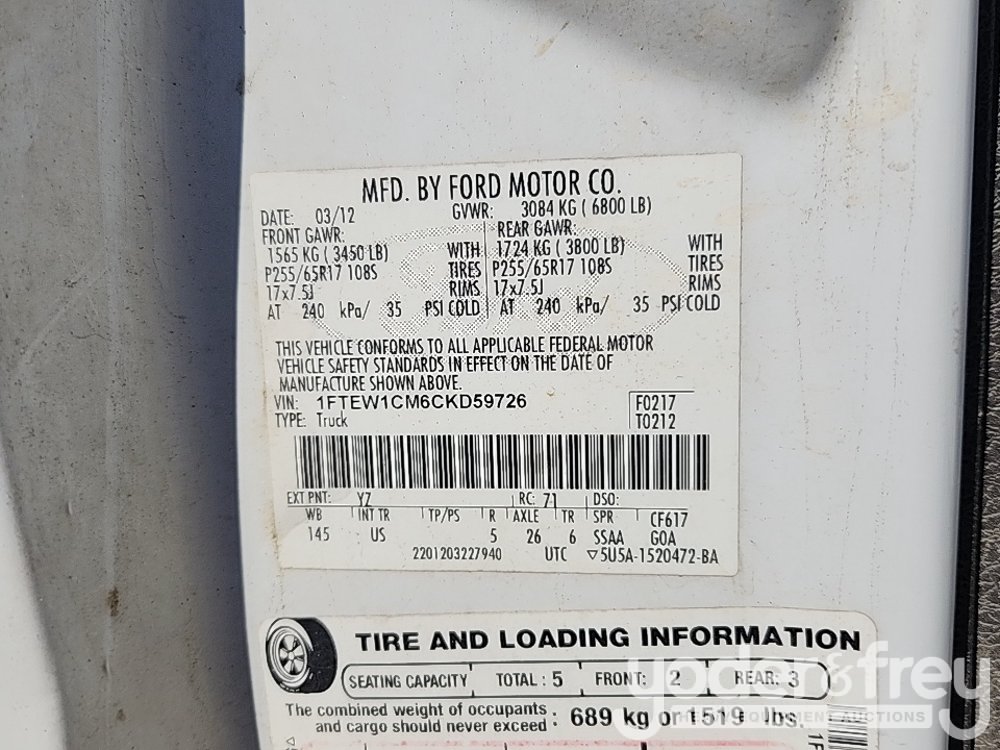 MFD. BY FORD MOTOR CO.
DATE: 03/12 GVWR: 3084 KG ( 6800 LB)
FRONT GAWR: REAR GAWR:
1565 KG ( 3450 LB) WITH 1724 KG ( 3800 LB) WITH
P255/65R17 108S TIRES P255/65R17 108S TIRES
17x7.5J RIMS 17x7.5J RIMS
AT 240 kPa/ 35 PSI COLD AT 240 kPa/ 35 PSI COLD
THIS VEHICLE CONFORMS TO ALL APPLICABLE FEDERAL MOTOR
VEHICLE SAFETY STANDARDS IN EFFECT ON THE DATE OF
MANUFACTURE SHOWN ABOVE.
VIN: 1FTEW1CM6CKD59726 F0217
TYPE: Truck T0212
EXT PNT: YZ RC: 71 DSO:
WB INT TR TP/PS R AXLE TR SPR CF617
145 US 5 26 6 SSAA GOA
2201203227940 UTC ▽5U5A-1520472-BA
TIRE AND LOADING INFORMATION
SEATING CAPACITY TOTAL : 5 FRONT: 2 REAR: 3
The combined weight of occupants
and cargo should never exceed : 689 kg or 1519 lbs.
yoder&frey
EQUIPMENT AUCTIONS